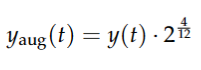 y_aug(t) = y(t) · 2^{4/12}